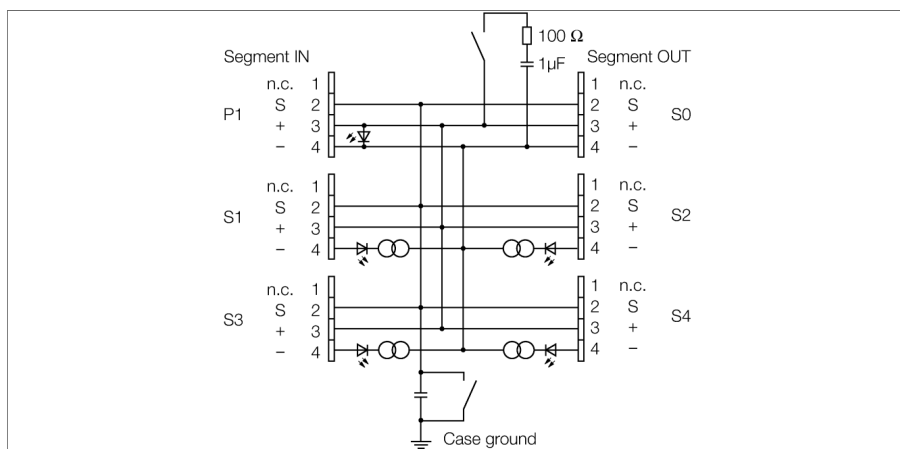 100 Ω
Segment IN
1µF
Segment OUT
n.c. 1
1 n.c.
P1
S 2
2 S
S0
+ 3
3 +
– 4
4 –
n.c. 1
1 n.c.
S1
S 2
2 S
S2
+ 3
3 +
– 4
4 –
n.c. 1
1 n.c.
S3
S 2
2 S
S4
+ 3
3 +
– 4
4 –
Case ground